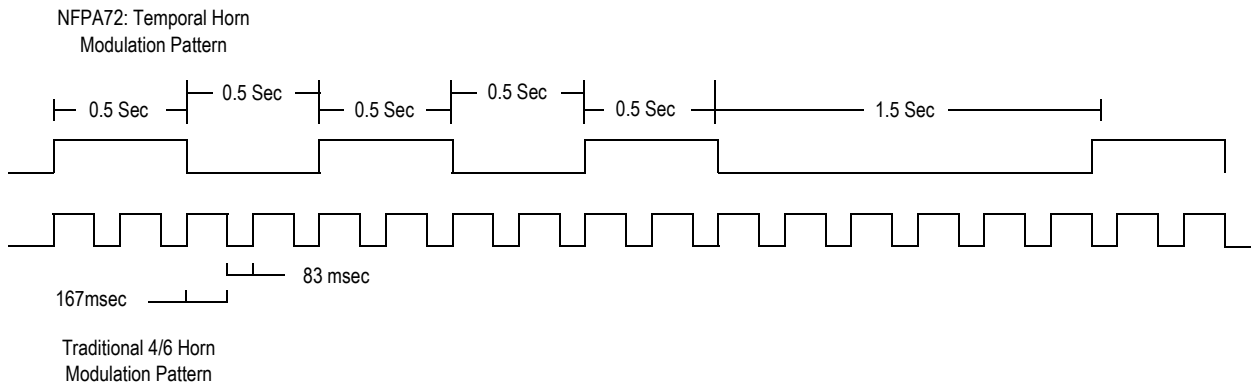 NFPA72: Temporal Horn
Modulation Pattern
0.5 Sec
0.5 Sec
0.5 Sec
0.5 Sec
0.5 Sec
1.5 Sec
83 msec
167msec
Traditional 4/6 Horn
Modulation Pattern